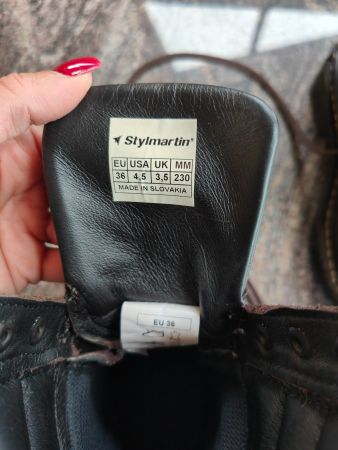 Stylmartin®
EU USA UK MM
36 4,5 3,5 230
MADE IN SLOVAKIA
EU 36